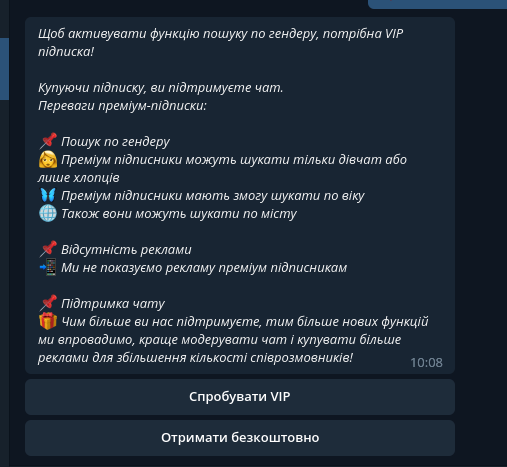 Щоб активувати функцію пошуку по гендеру, потрібна VIP
підписка!
Купуючи підписку, ви підтримуєте чат.
Переваги преміум-підписки:
📌 Пошук по гендеру
👩 Преміум підписники можуть шукати тільки дівчат або
лише хлопців
🦋 Преміум підписники мають змогу шукати по віку
🌐 Також вони можуть шукати по місту
📌 Відсутність реклами
📲 Ми не показуємо рекламу преміум підписникам
📌 Підтримка чату
🎁 Чим більше ви нас підтримуєте, тим більше нових функцій
ми впровадимо, краще модерувати чат і купувати більше
реклами для збільшення кількості співрозмовників!
10:08
Спробувати VIP
Отримати безкоштовно